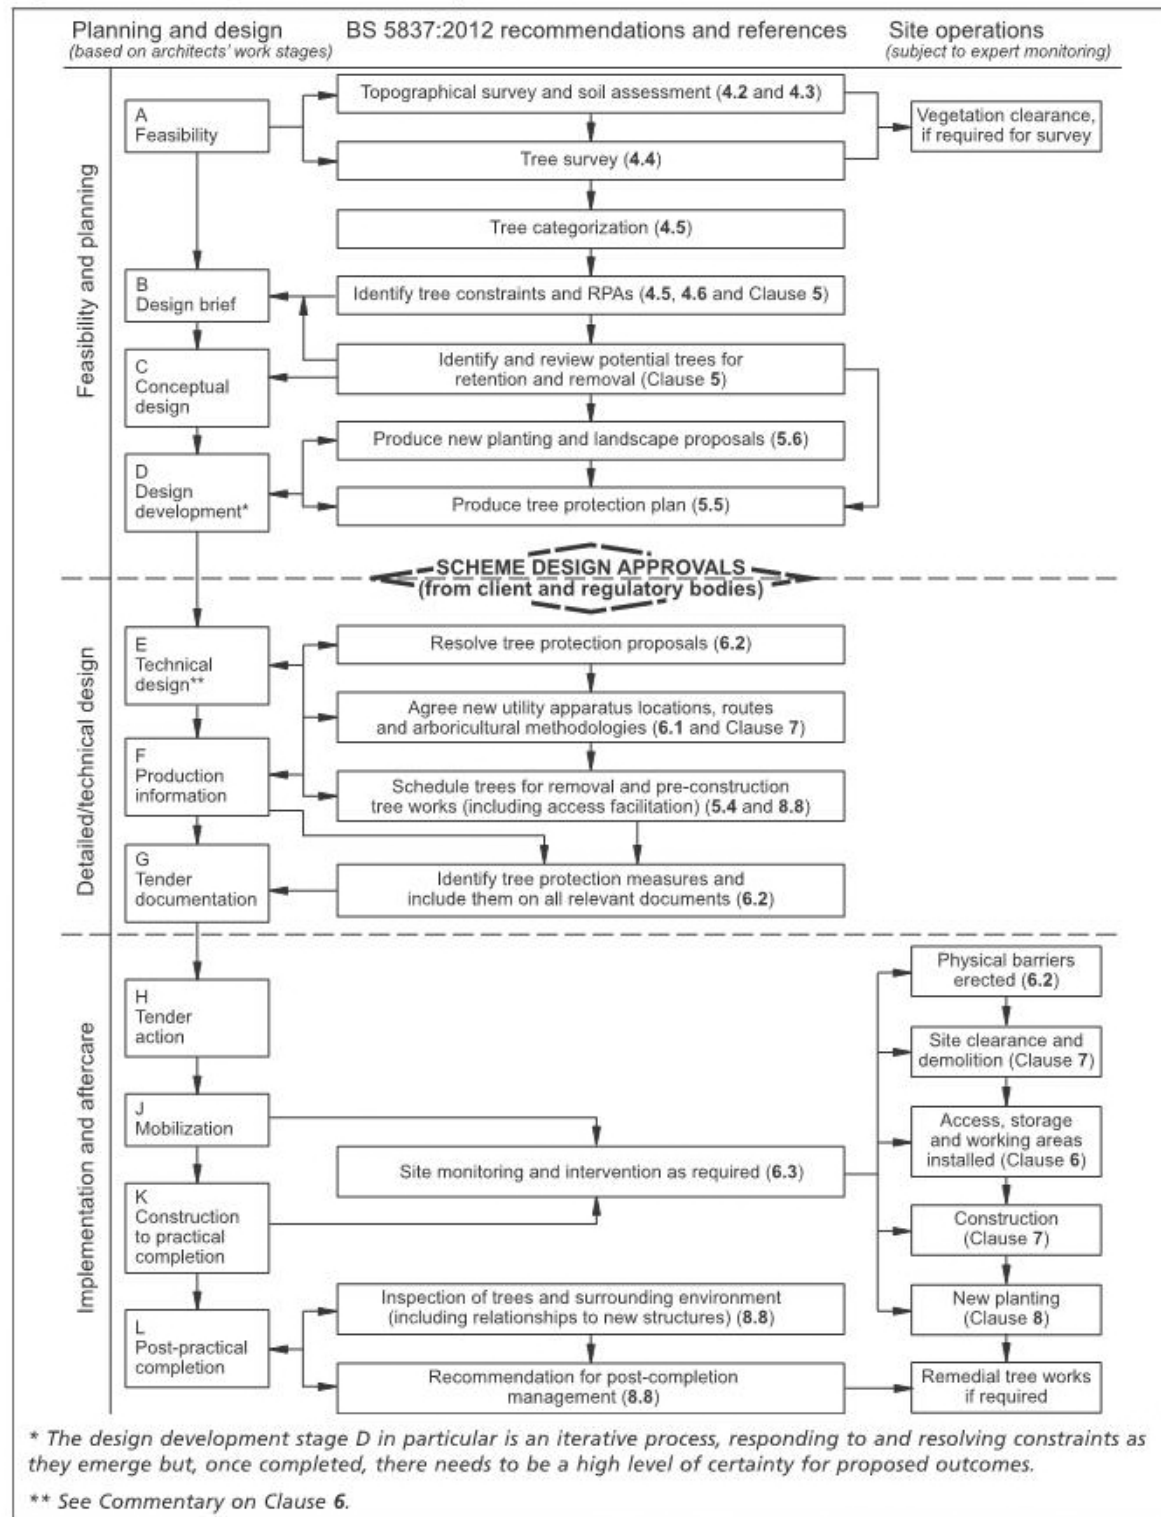 Planning and design
(based on architects' work stages)
BS 5837:2012 recommendations and references
Site operations
(subject to expert monitoring)
Feasibility and planning
A
Feasibility
Topographical survey and soil assessment (4.2 and 4.3)
Vegetation clearance,
if required for survey
Tree survey (4.4)
Tree categorization (4.5)
B
Design brief
Identify tree constraints and RPAs (4.5, 4.6 and Clause 5)
C
Conceptual
design
Identify and review potential trees for
retention and removal (Clause 5)
Produce new planting and landscape proposals (5.6)
D
Design
development*
Produce tree protection plan (5.5)
SCHEME DESIGN APPROVALS
(from client and regulatory bodies)
Detailed/technical design
E
Technical
design**
Resolve tree protection proposals (6.2)
Agree new utility apparatus locations, routes
and arboricultural methodologies (6.1 and Clause 7)
F
Production
information
Schedule trees for removal and pre-construction
tree works (including access facilitation) (5.4 and 8.8)
G
Tender
documentation
Identify tree protection measures and
include them on all relevant documents (6.2)
Implementation and aftercare
H
Tender
action
Physical barriers
erected (6.2)
Site clearance and
demolition (Clause 7)
J
Mobilization
Access, storage
and working areas
installed (Clause 6)
Site monitoring and intervention as required (6.3)
K
Construction
to practical
completion
Construction
(Clause 7)
New planting
(Clause 8)
L
Post-practical
completion
Inspection of trees and surrounding environment
(including relationships to new structures) (8.8)
Recommendation for post-completion
management (8.8)
Remedial tree works
if required
* The design development stage D in particular is an iterative process, responding to and resolving constraints as
they emerge but, once completed, there needs to be a high level of certainty for proposed outcomes.
** See Commentary on Clause 6.